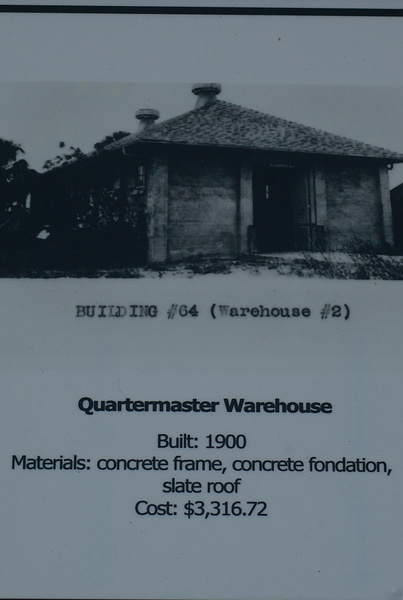 BUILDING #64 (Warehouse #2)
Quartermaster Warehouse
Built: 1900
Materials: concrete frame, concrete fondation,
slate roof
Cost: $3,316.72